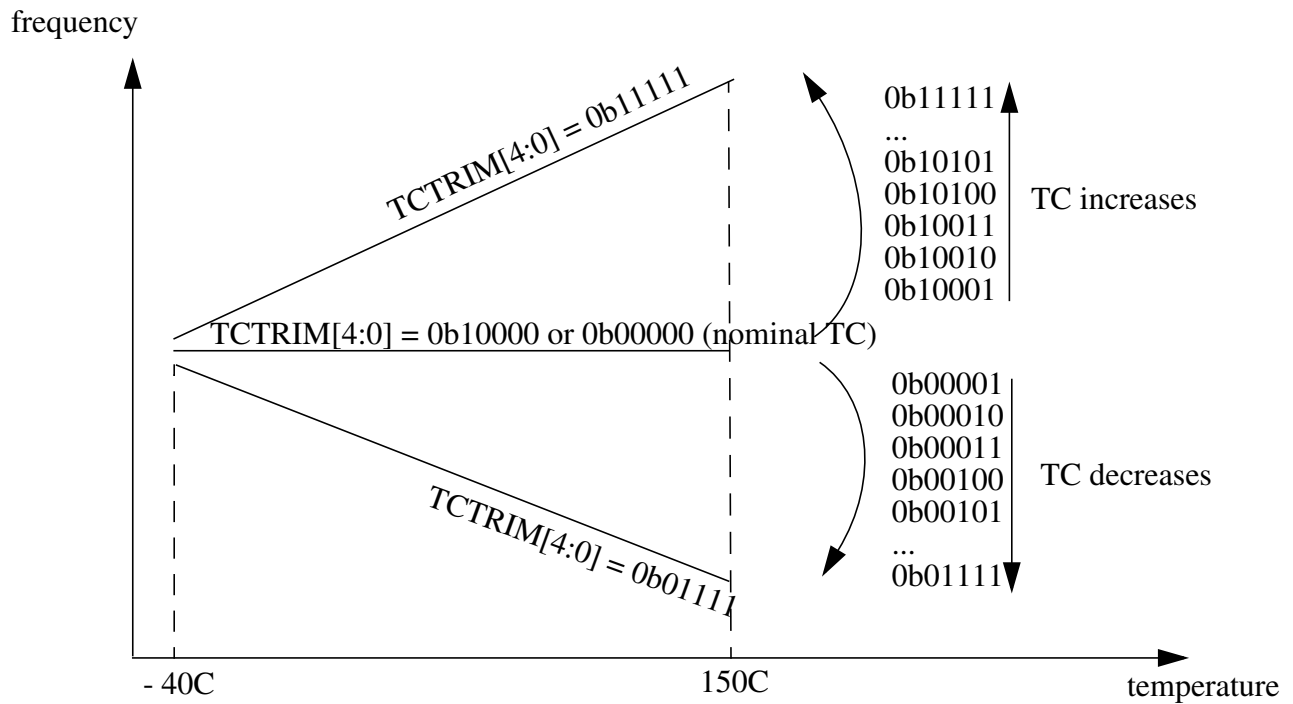 frequency
TCTRIM[4:0] = 0b11111
0b11111
...
0b10101
0b10100
0b10011
0b10010
0b10001
TC increases
TCTRIM[4:0] = 0b10000 or 0b00000 (nominal TC)
0b00001
0b00010
0b00011
0b00100
0b00101
...
0b01111
TC decreases
TCTRIM[4:0] = 0b01111
- 40C
150C
temperature